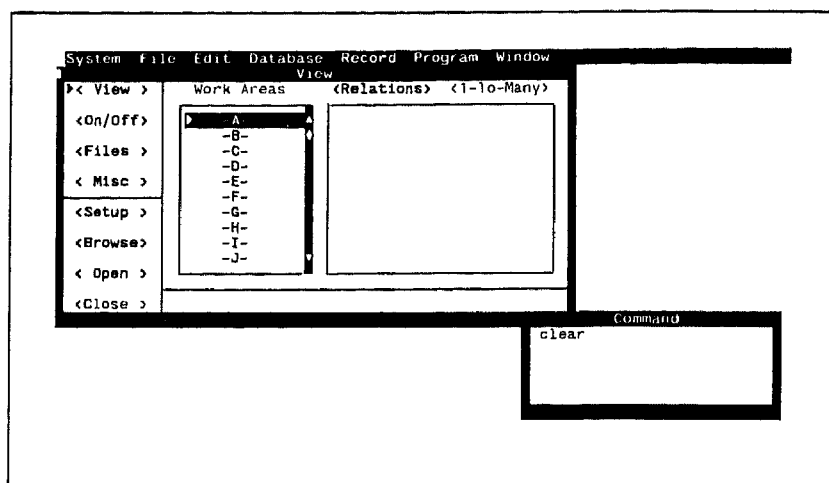 System File Edit Database Record Program Window
View
< View > Work Areas <Relations> <1-to-Many>
<On/Off> -A-
-B-
<Files> -C-
-D-
< Misc > -E-
-F-
<Setup > -G-
-H-
<Browse> -I-
-J-
< Open >
<Close >
Command
clear